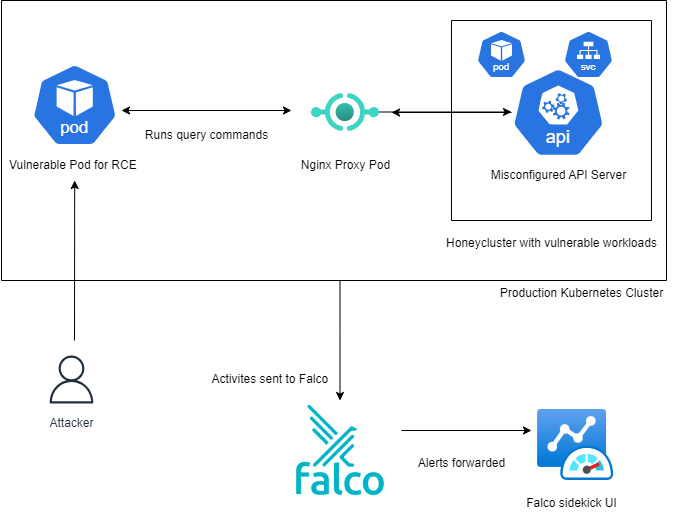 pod
svc
pod
api
Runs query commands
Vulnerable Pod for RCE
Nginx Proxy Pod
Misconfigured API Server
Honeycluster with vulnerable workloads
Production Kubernetes Cluster
Activites sent to Falco
Attacker
falco
Alerts forwarded
Falco sidekick UI